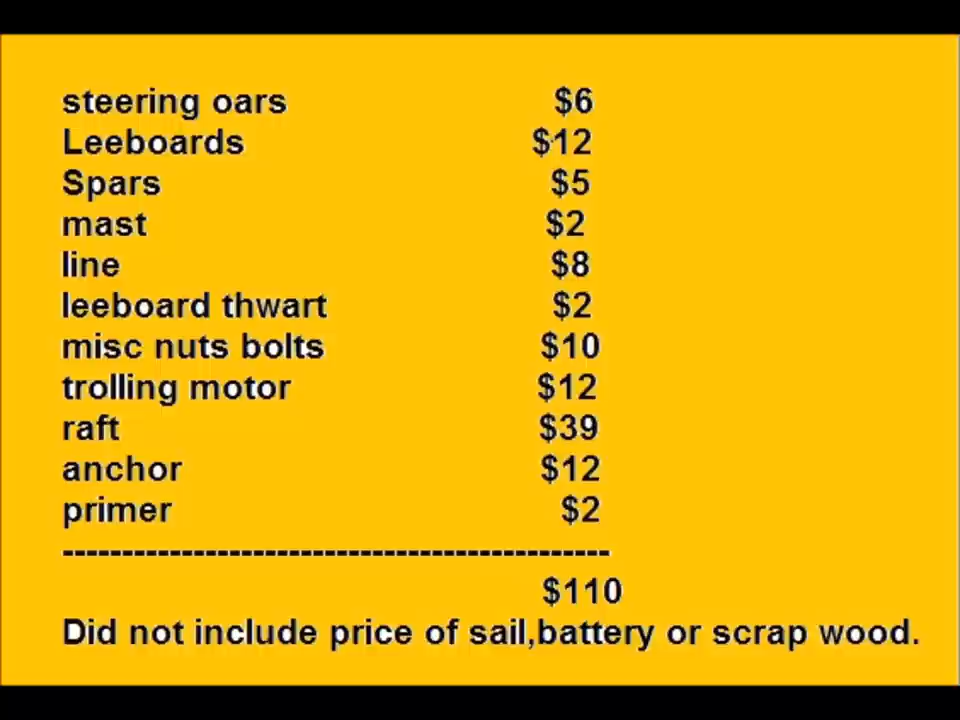 steering oars $6
Leeboards $12
Spars $5
mast $2
line $8
leeboard thwart $2
misc nuts bolts $10
trolling motor $12
raft $39
anchor $12
primer $2
----------------------------------------------
$110
Did not include price of sail,battery or scrap wood.